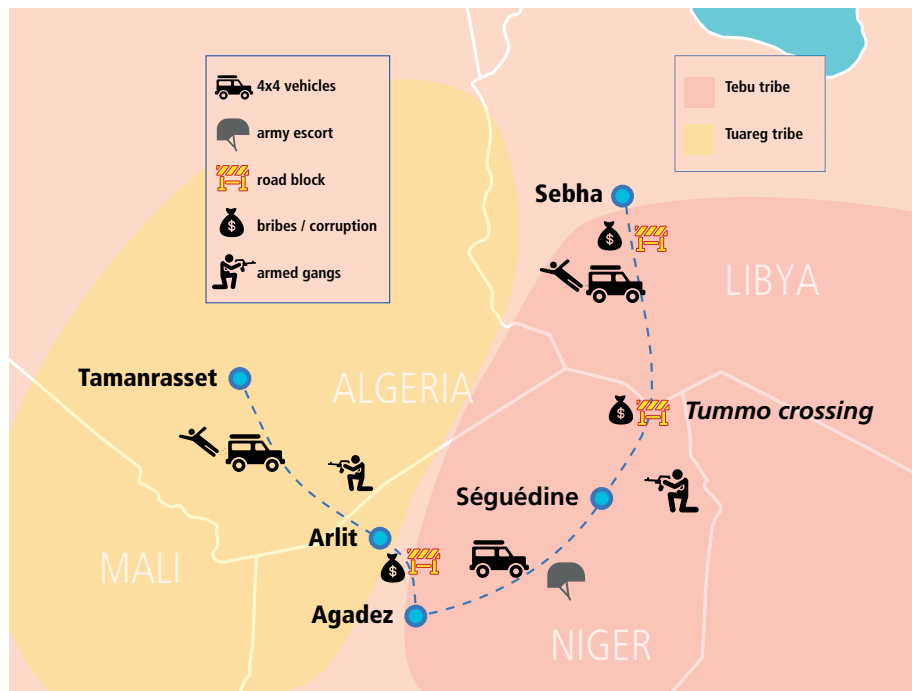 4x4 vehicles
army escort
road block
$
bribes / corruption
armed gangs
Tebu tribe
Tuareg tribe
Sebha
$
LIBYA
Tamanrasset
ALGERIA
$
Tummo crossing
Séguédine
Arlit
MALI
$
Agadez
NIGER